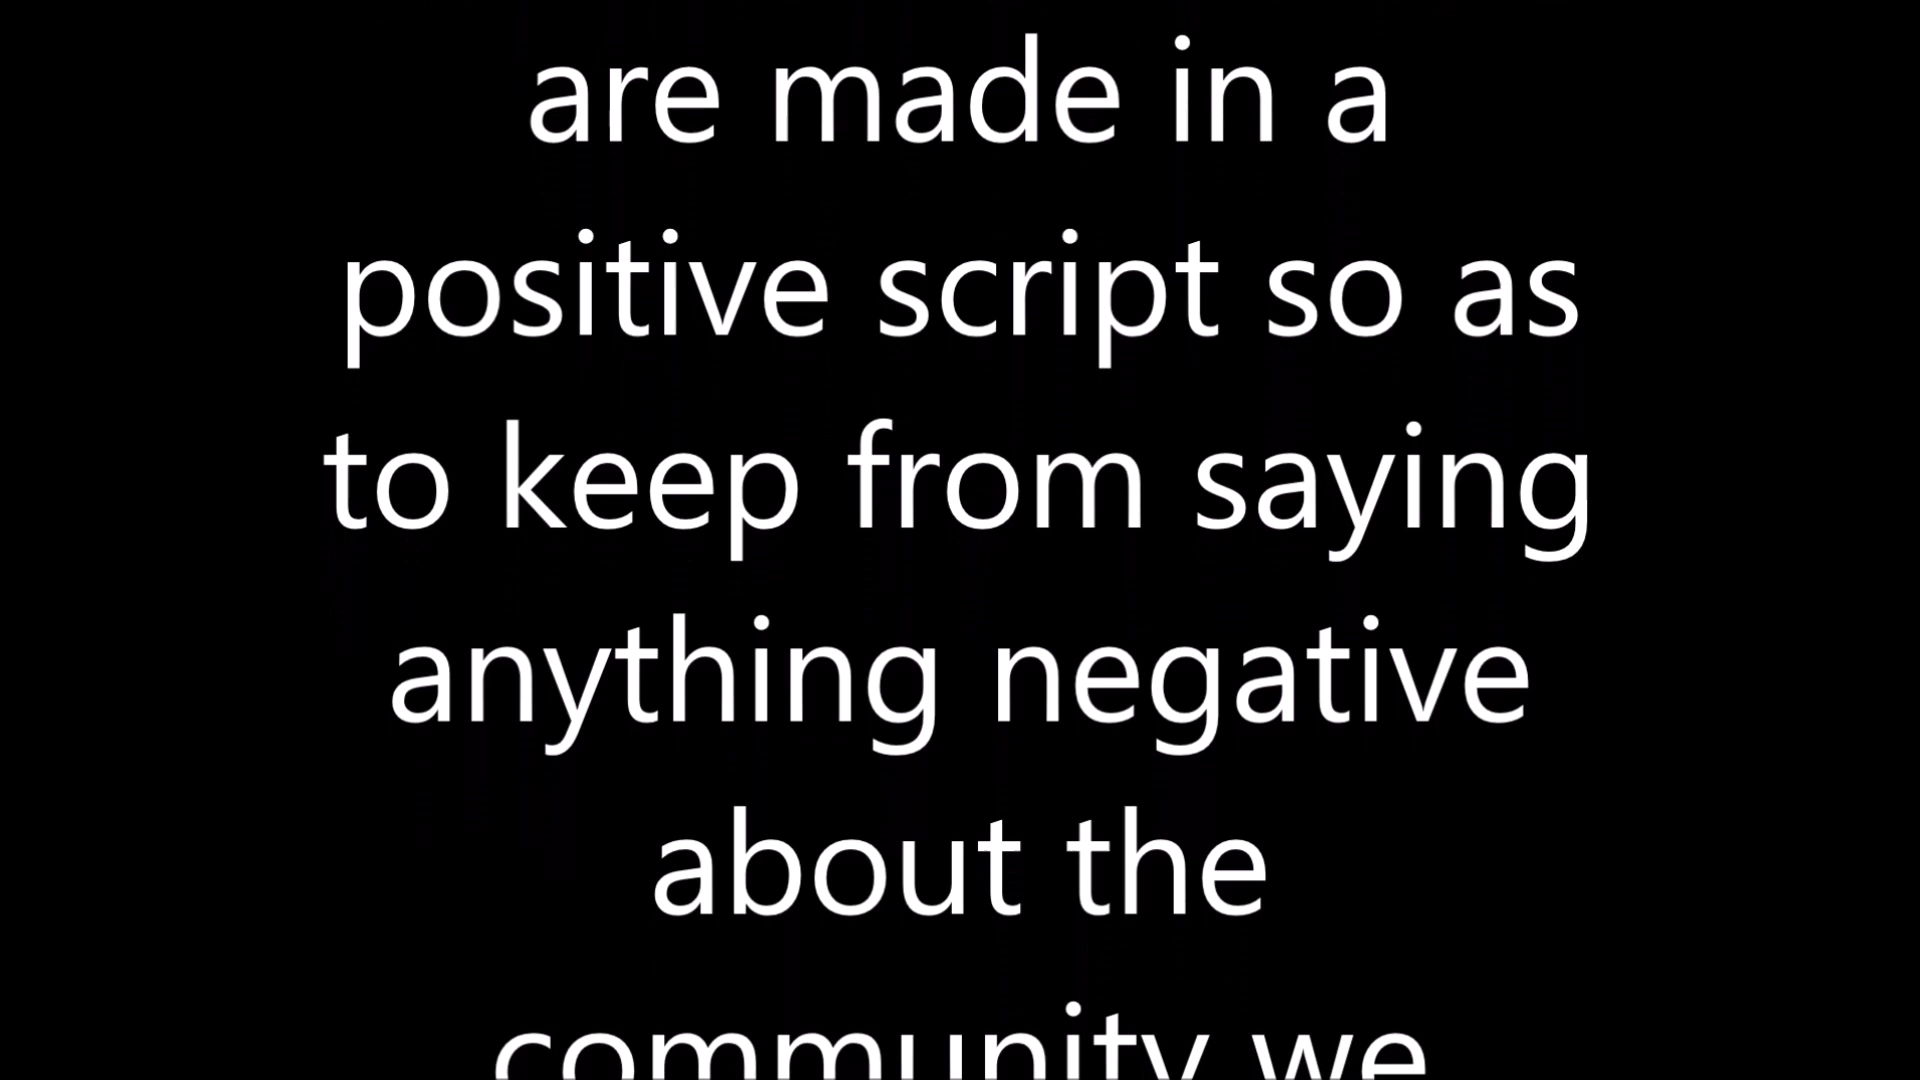 are made in a
positive script so as
to keep from saying
anything negative
about the
community we